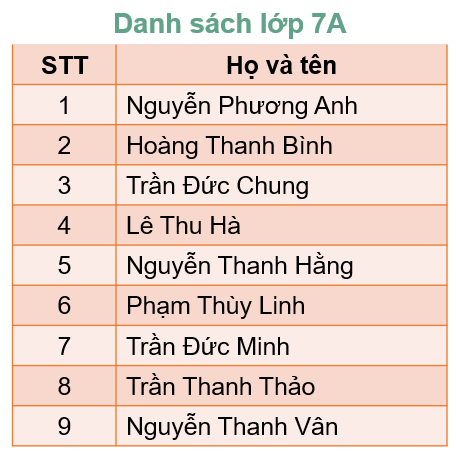 Danh sách lớp 7A
STT Họ và tên
1 Nguyễn Phương Anh
2 Hoàng Thanh Bình
3 Trần Đức Chung
4 Lê Thu Hà
5 Nguyễn Thanh Hằng
6 Phạm Thùy Linh
7 Trần Đức Minh
8 Trần Thanh Thảo
9 Nguyễn Thanh Vân